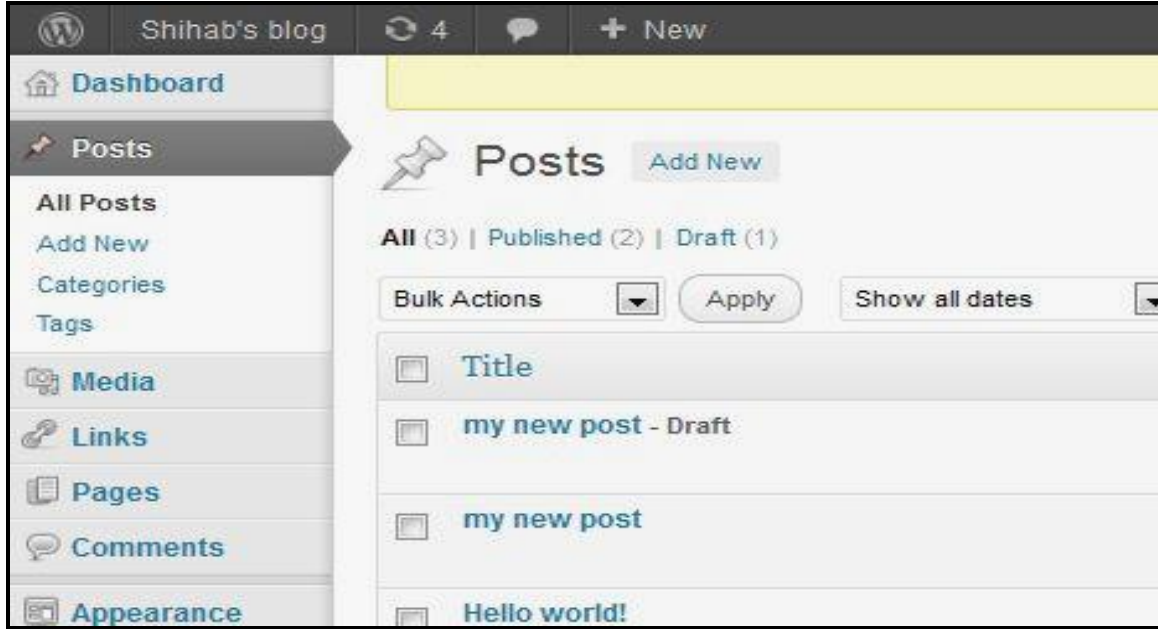 Shihab's blog 4 + New
Dashboard
Posts
All Posts
Add New
Categories
Tags
Media
Links
Pages
Comments
Appearance
Posts Add New
All (3) | Published (2) | Draft (1)
Bulk Actions Apply Show all dates
Title
my new post - Draft
my new post
Hello world!